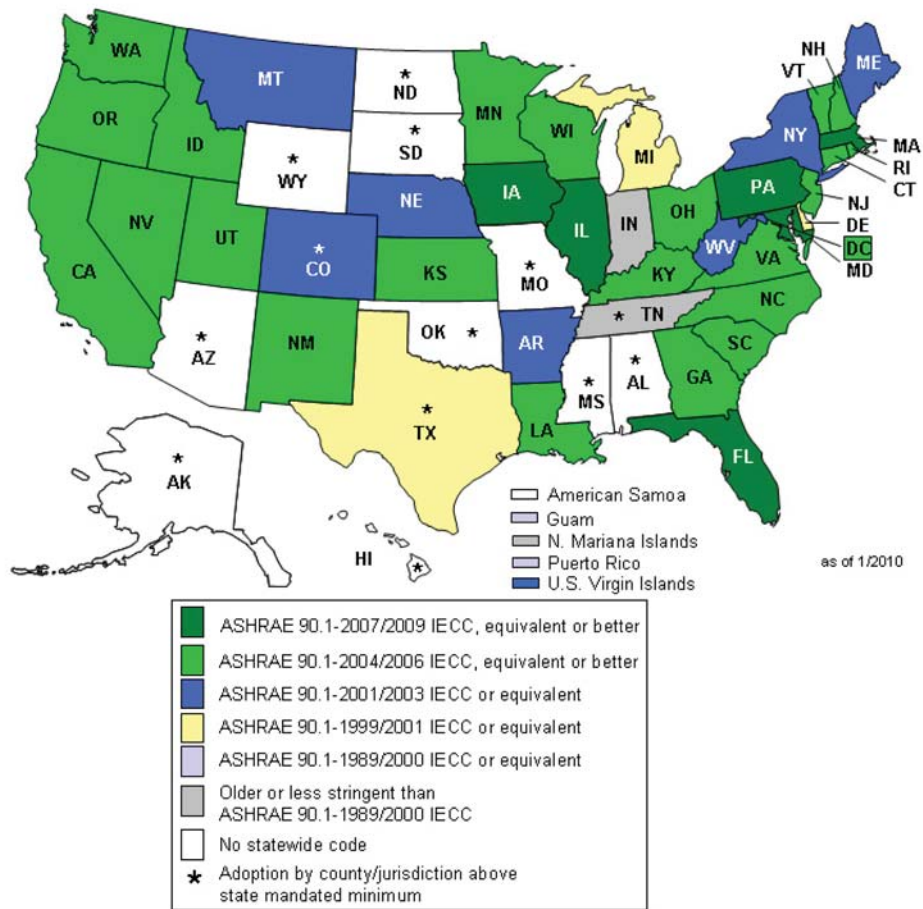 WA
MT
ND
MN
VT
NH
ME
OR
ID
SD
WI
MI
NY
MA
RI
CT
WY
IA
PA
NJ
NV
NE
IL
IN
OH
DE
DC
MD
UT
CO
KS
MO
WV
VA
CA
KY
NC
AZ
NM
OK
AR
TN
SC
TX
MS
AL
GA
LA
FL
AK
HI
American Samoa
Guam
N. Mariana Islands
Puerto Rico
U.S. Virgin Islands
as of 1/2010
ASHRAE 90.1-2007/2009 IECC, equivalent or better
ASHRAE 90.1-2004/2006 IECC, equivalent or better
ASHRAE 90.1-2001/2003 IECC or equivalent
ASHRAE 90.1-1999/2001 IECC or equivalent
ASHRAE 90.1-1989/2000 IECC or equivalent
Older or less stringent than
ASHRAE 90.1-1989/2000 IECC
No statewide code
* Adoption by county/jurisdiction above
state mandated minimum